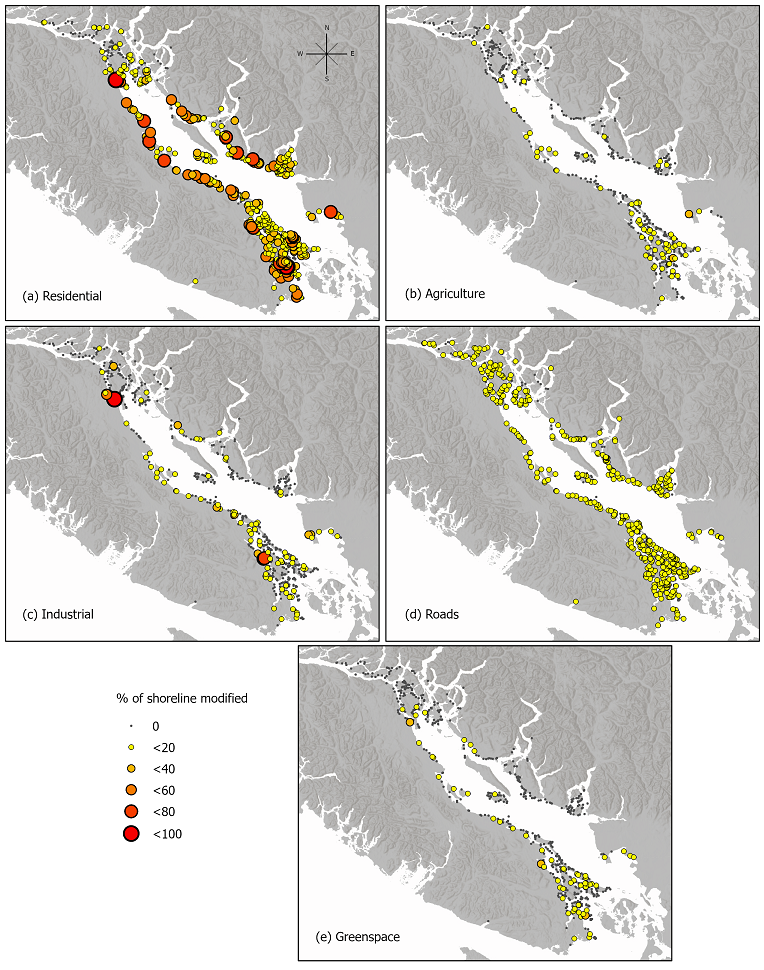 N
W E
S
(a) Residential
(b) Agriculture
(c) Industrial
(d) Roads
% of shoreline modified
0
<20
<40
<60
<80
<100
(e) Greenspace